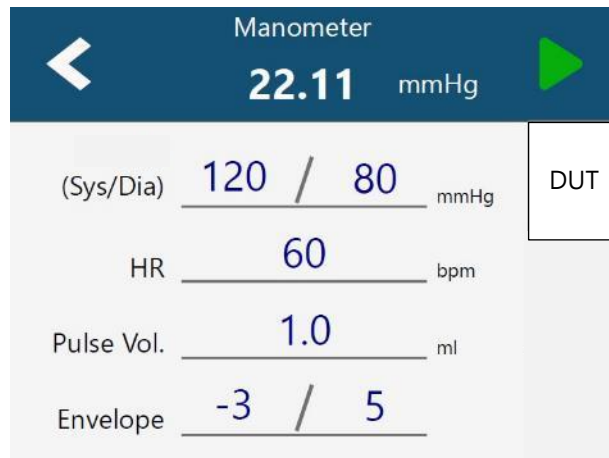 Manometer
22.11 mmHg
(Sys/Dia) 120 / 80 mmHg
DUT
HR 60 bpm
Pulse Vol. 1.0 ml
Envelope -3 / 5